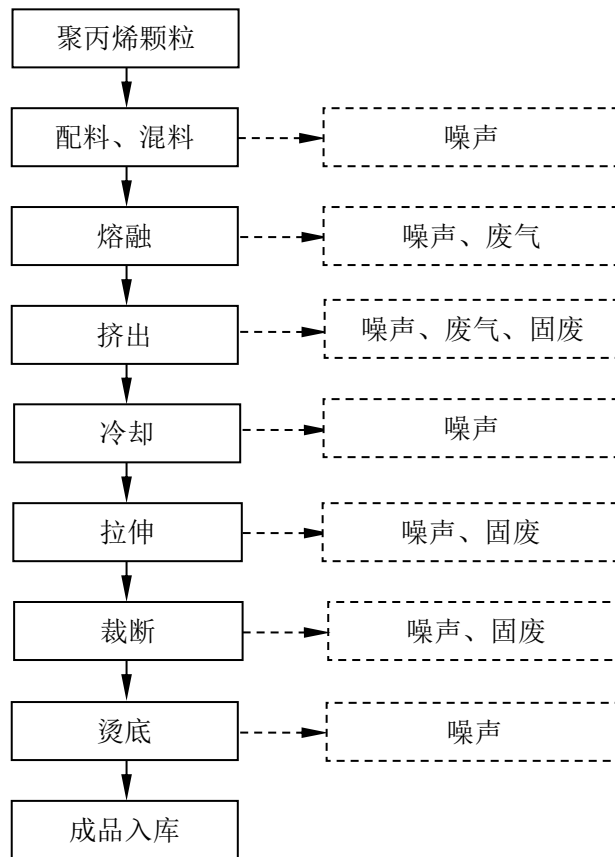 聚丙烯颗粒
配料、混料
噪声
熔融
噪声、废气
挤出
噪声、废气、固废
冷却
噪声
拉伸
噪声、固废
裁断
噪声、固废
烫底
噪声
成品入库